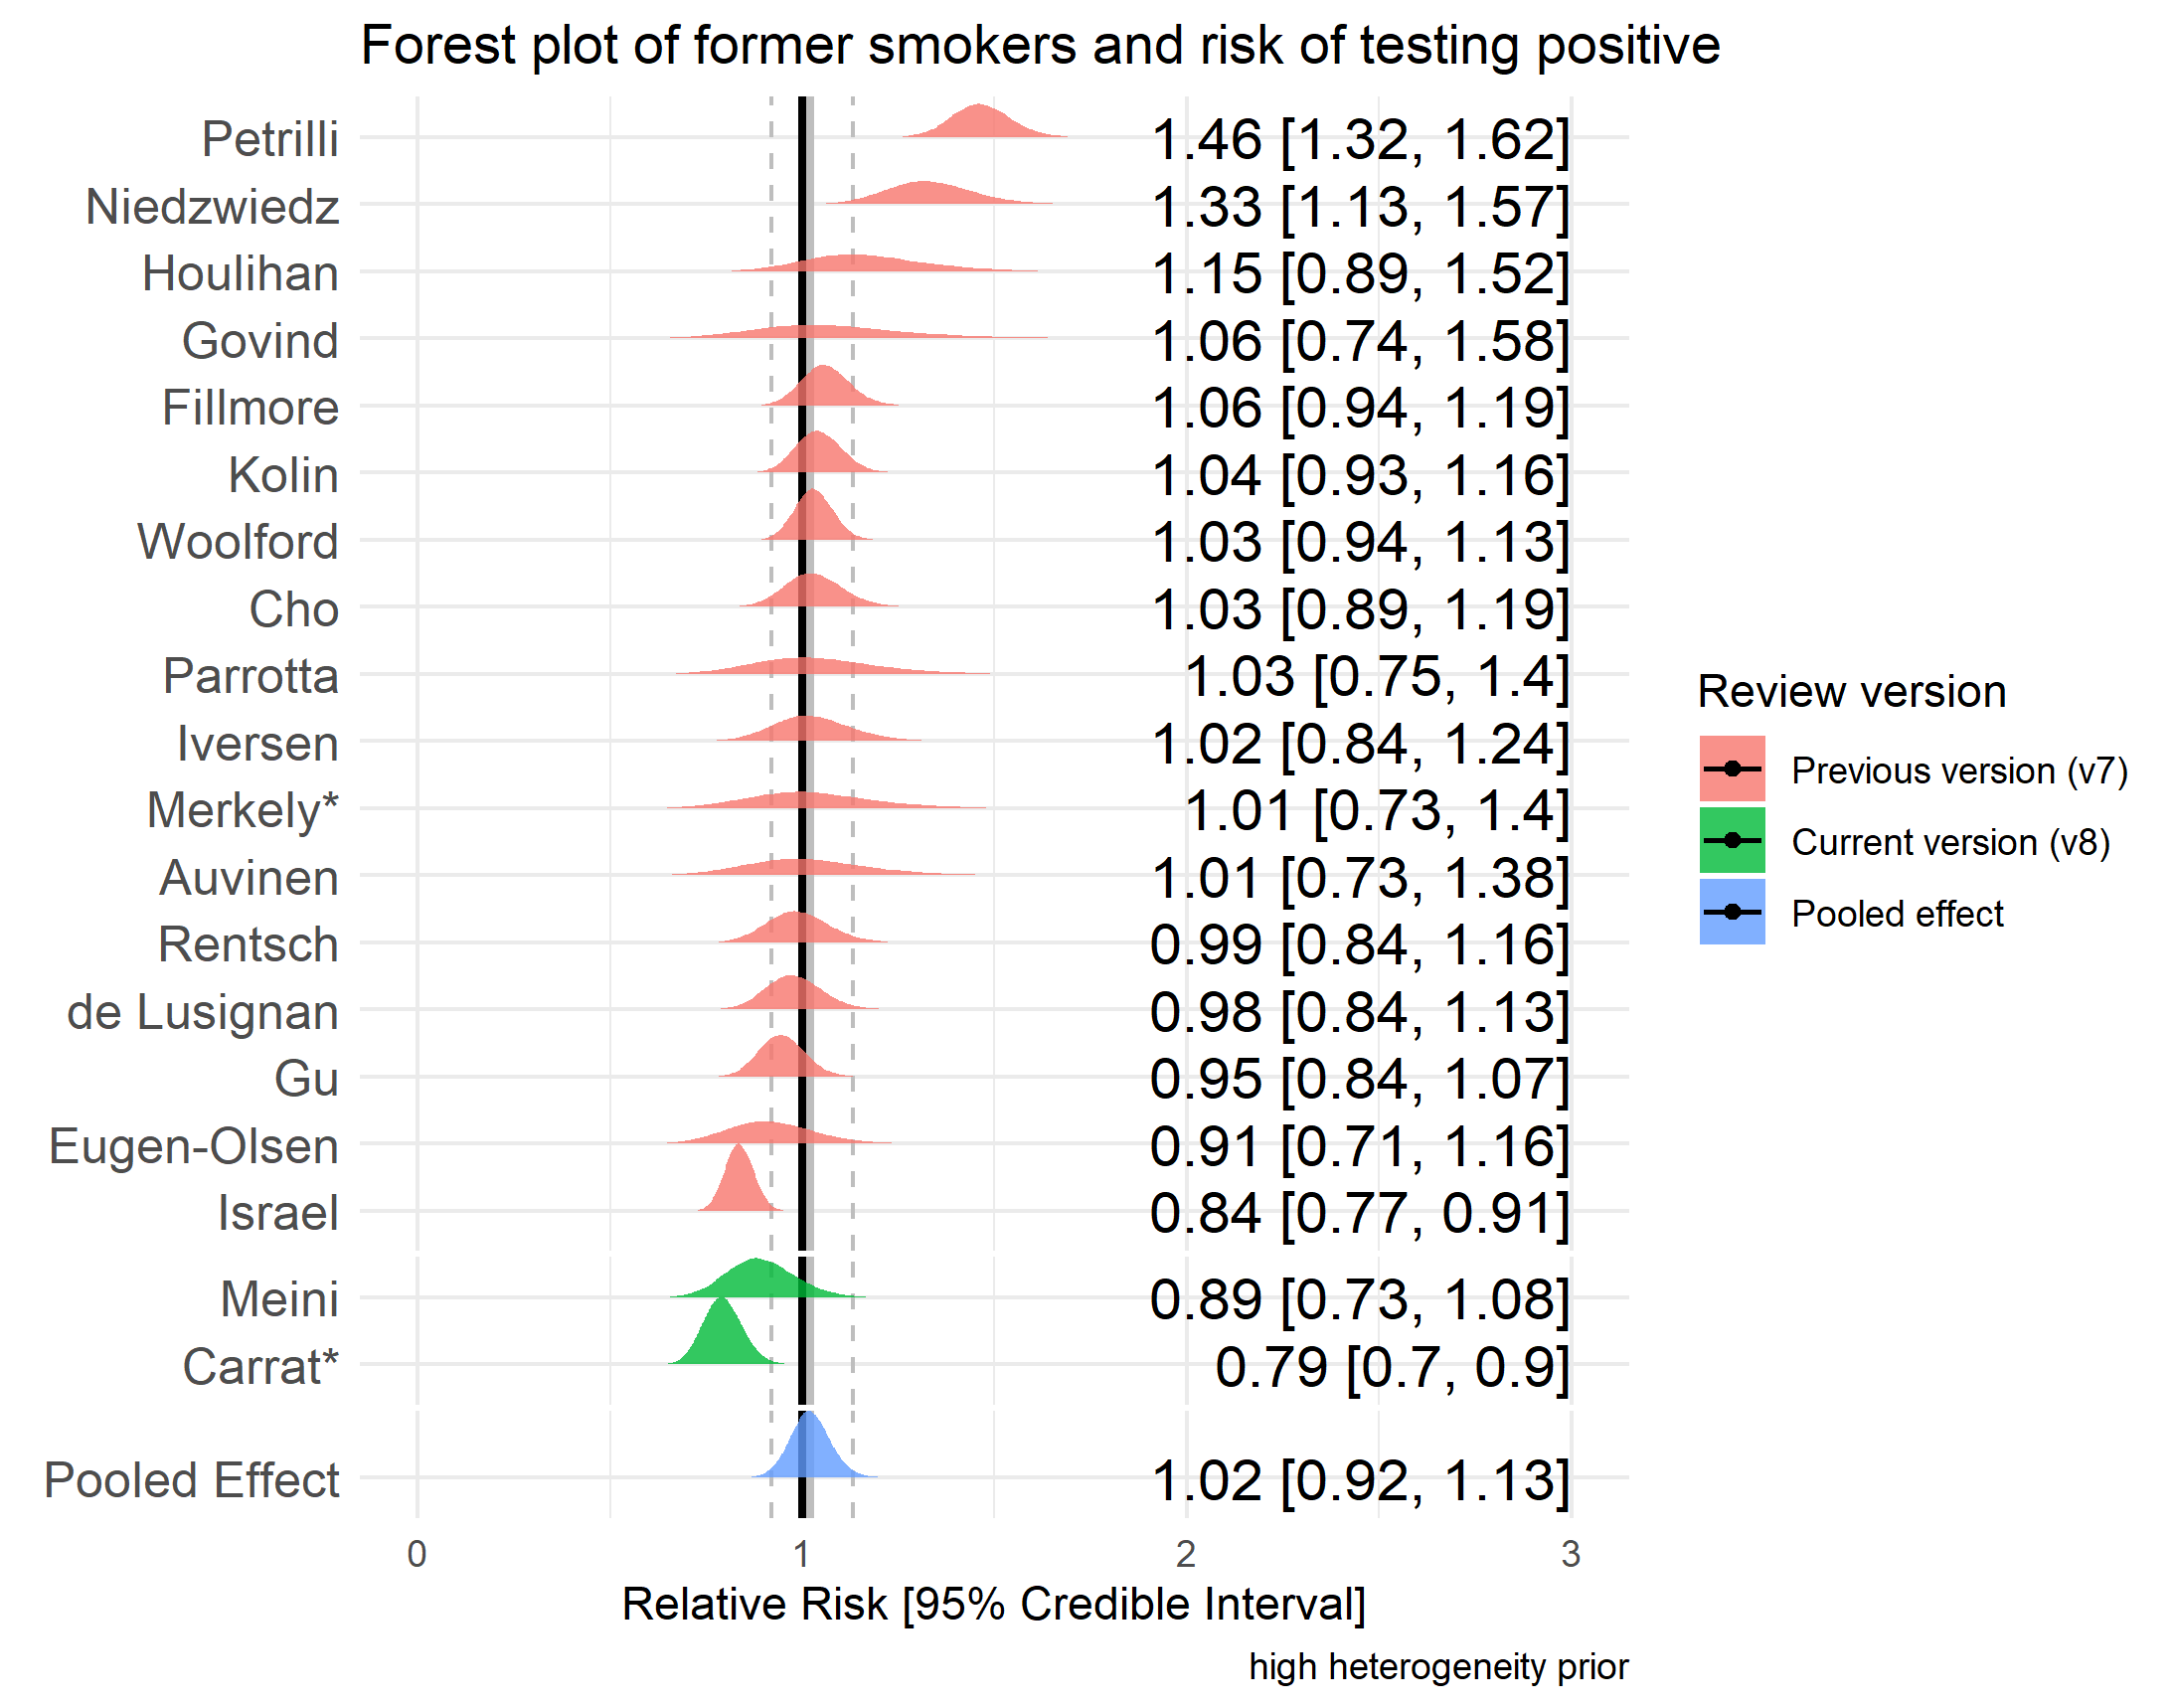 Forest plot of former smokers and risk of testing positive
Petrilli 1.46 [1.32, 1.62]
Niedzwiedz 1.33 [1.13, 1.57]
Houlihan 1.15 [0.89, 1.52]
Govind 1.06 [0.74, 1.58]
Fillmore 1.06 [0.94, 1.19]
Kolin 1.04 [0.93, 1.16]
Woolford 1.03 [0.94, 1.13]
Cho 1.03 [0.89, 1.19]
Parrotta 1.03 [0.75, 1.4]
Iversen 1.02 [0.84, 1.24]
Merkely* 1.01 [0.73, 1.4]
Auvinen 1.01 [0.73, 1.38]
Rentsch 0.99 [0.84, 1.16]
de Lusignan 0.98 [0.84, 1.13]
Gu 0.95 [0.84, 1.07]
Eugen-Olsen 0.91 [0.71, 1.16]
Israel 0.84 [0.77, 0.91]
Meini 0.89 [0.73, 1.08]
Carrat* 0.79 [0.7, 0.9]
Pooled Effect 1.02 [0.92, 1.13]
0 1 2 3
Relative Risk [95% Credible Interval]
high heterogeneity prior
Review version
Previous version (v7)
Current version (v8)
Pooled effect